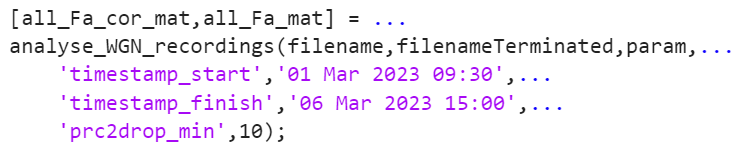 [all_Fa_cor_mat,all_Fa_mat] = ...
analyse_WGN_recordings(filename,filenameTerminated,param,...
    'timestamp_start','01 Mar 2023 09:30',...
    'timestamp_finish','06 Mar 2023 15:00',...
    'prc2drop_min',10);